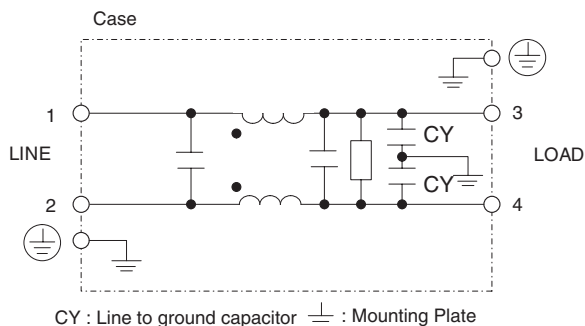 Case
1
3
CY
LINE
LOAD
CY
2
4
CY : Line to ground capacitor ⏚ : Mounting Plate